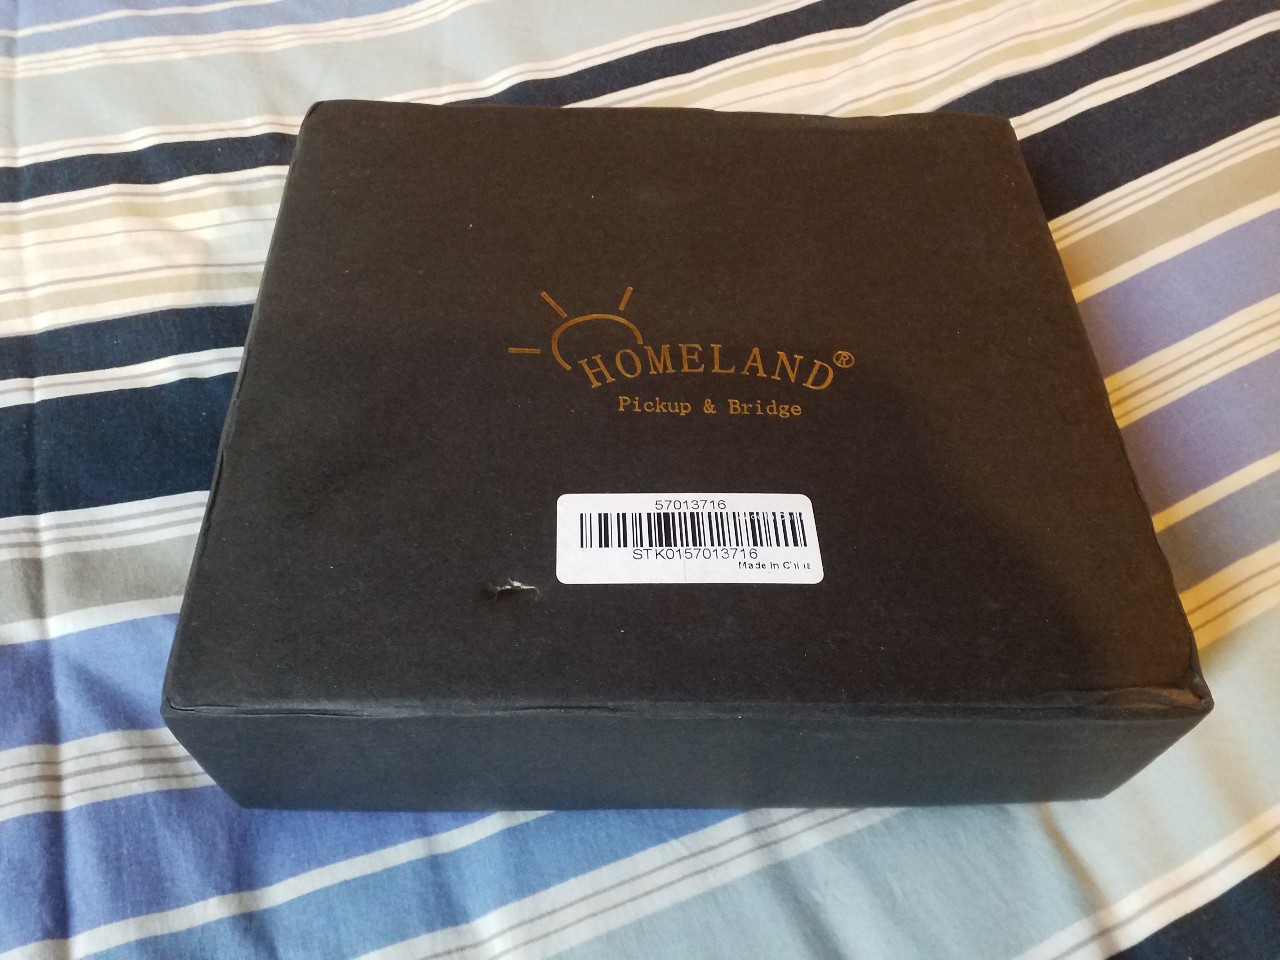 HOMELAND®
Pickup & Bridge
57013716
STK0157013716
Made In China